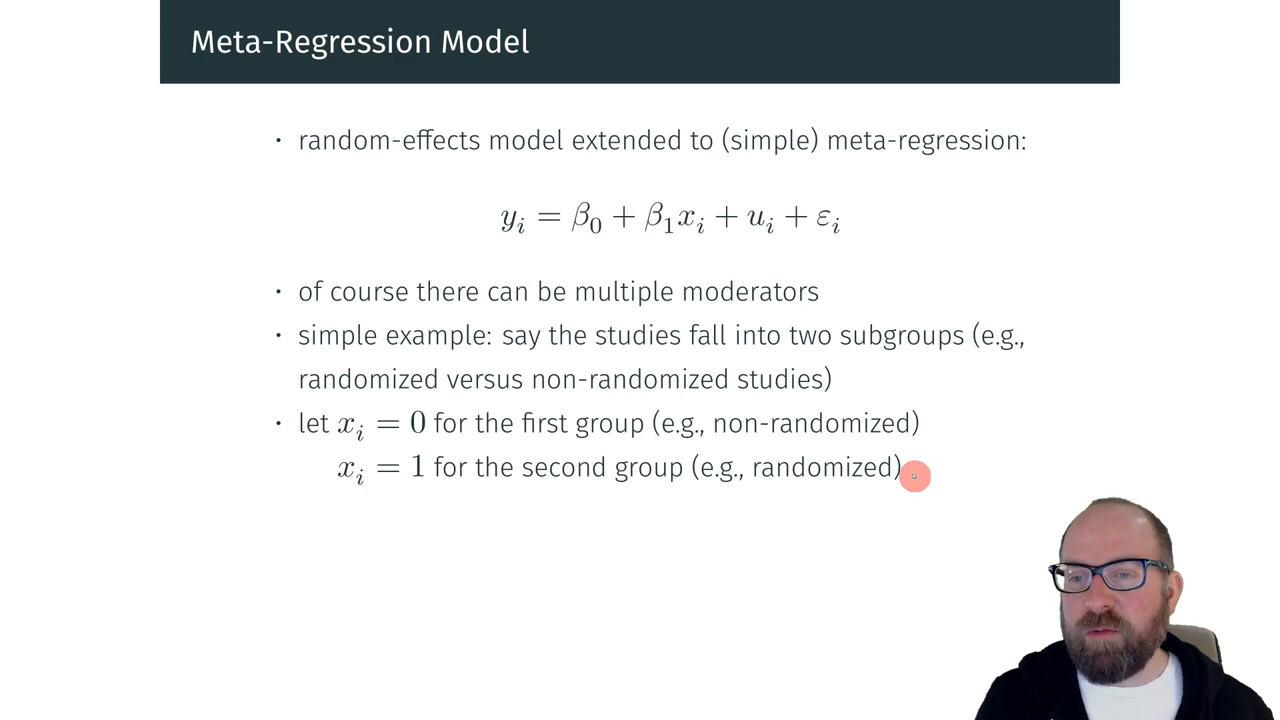 Meta-Regression Model
· random-effects model extended to (simple) meta-regression:
yᵢ = β₀ + β₁xᵢ + uᵢ + εᵢ
· of course there can be multiple moderators
· simple example: say the studies fall into two subgroups (e.g.,
randomized versus non-randomized studies)
· let xᵢ = 0 for the first group (e.g., non-randomized)
xᵢ = 1 for the second group (e.g., randomized)